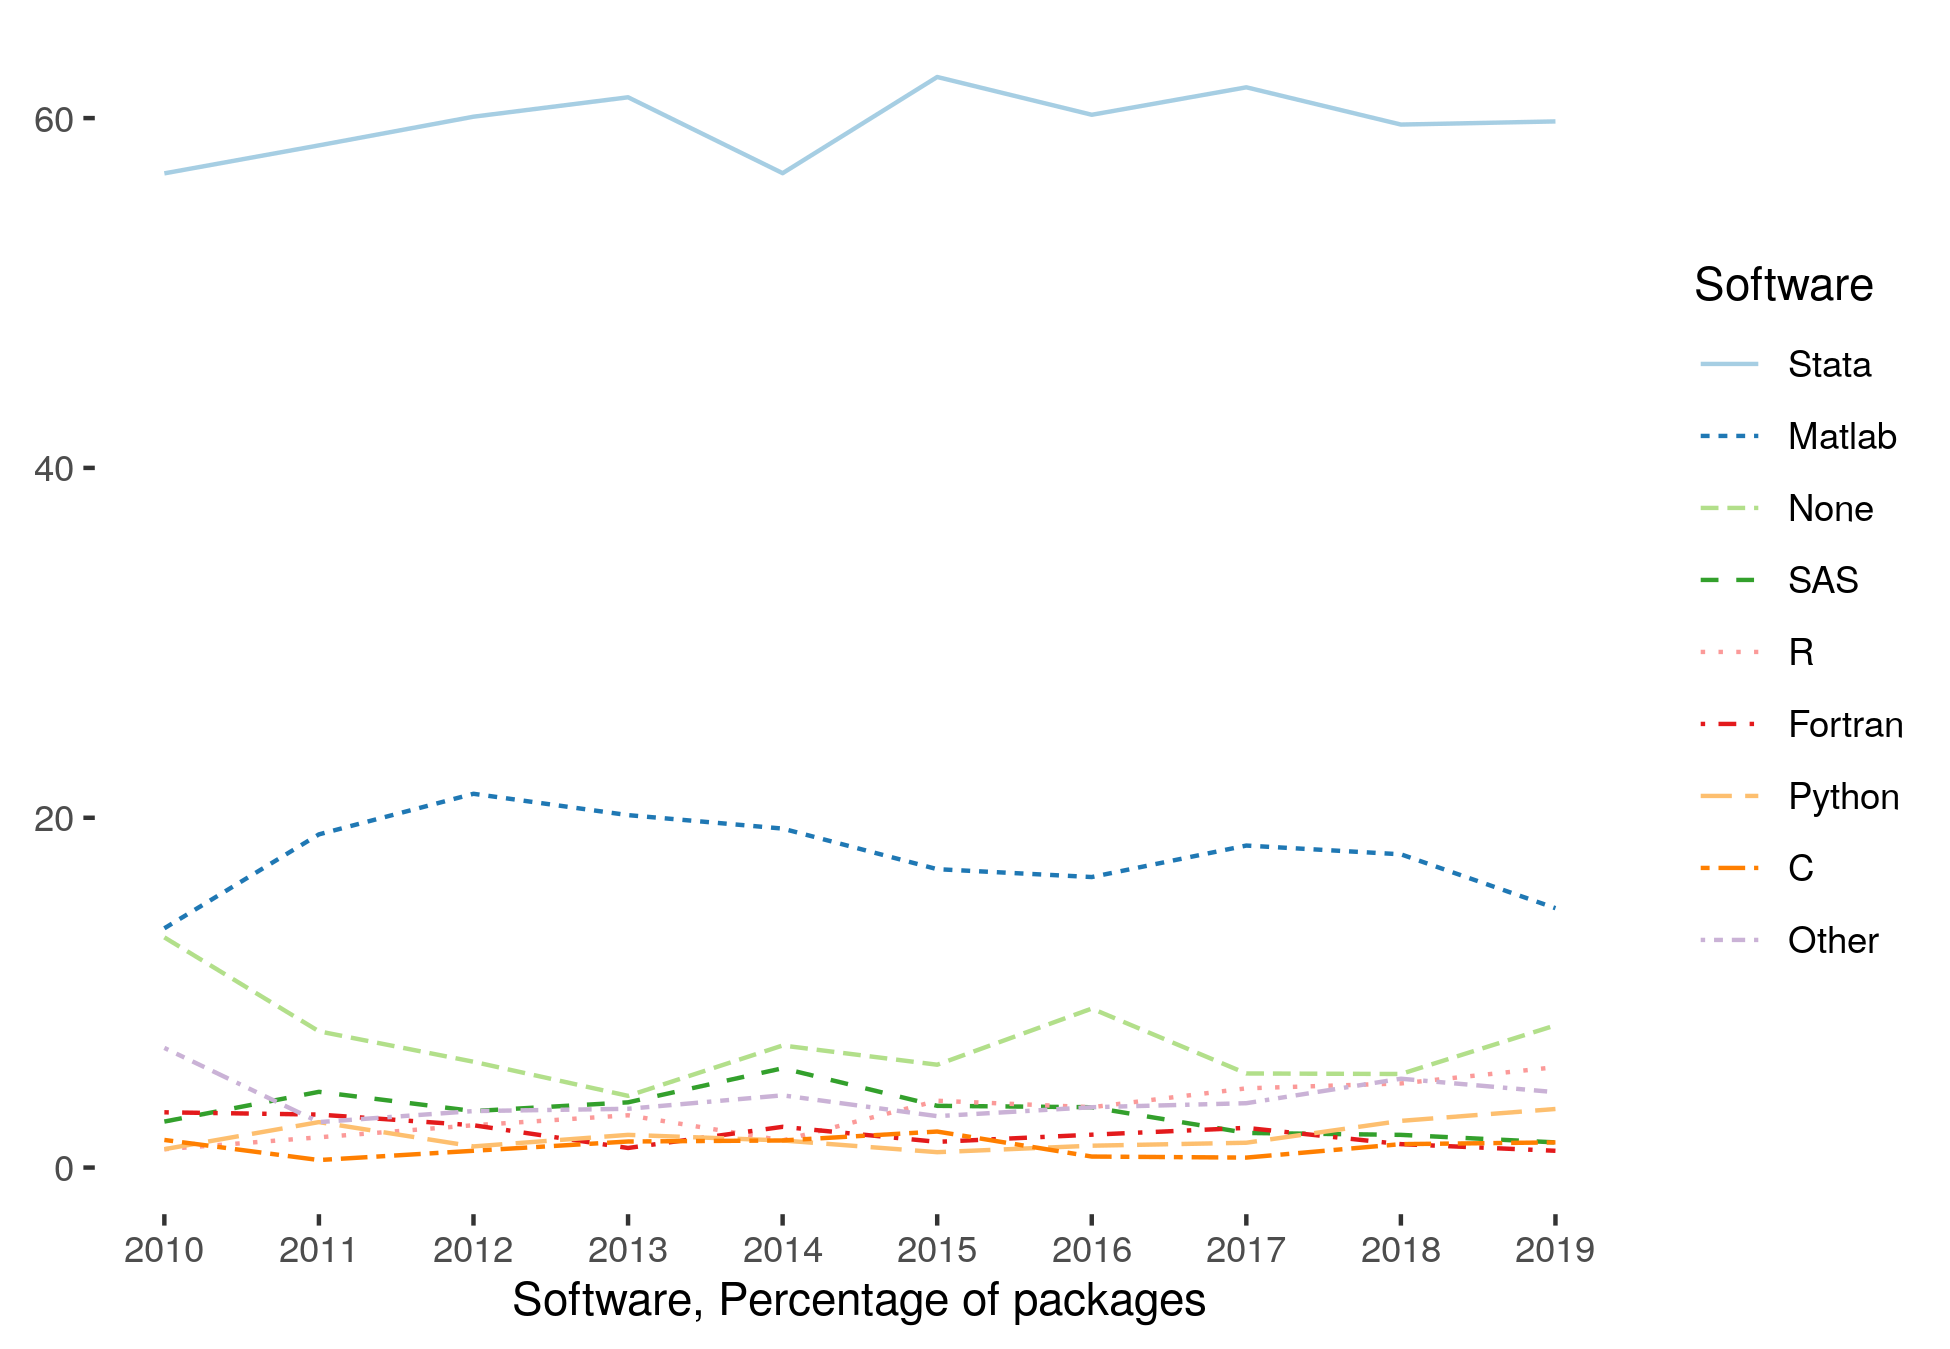 60
40
20
0
2010 2011 2012 2013 2014 2015 2016 2017 2018 2019
Software, Percentage of packages
Software
Stata
Matlab
None
SAS
R
Fortran
Python
C
Other